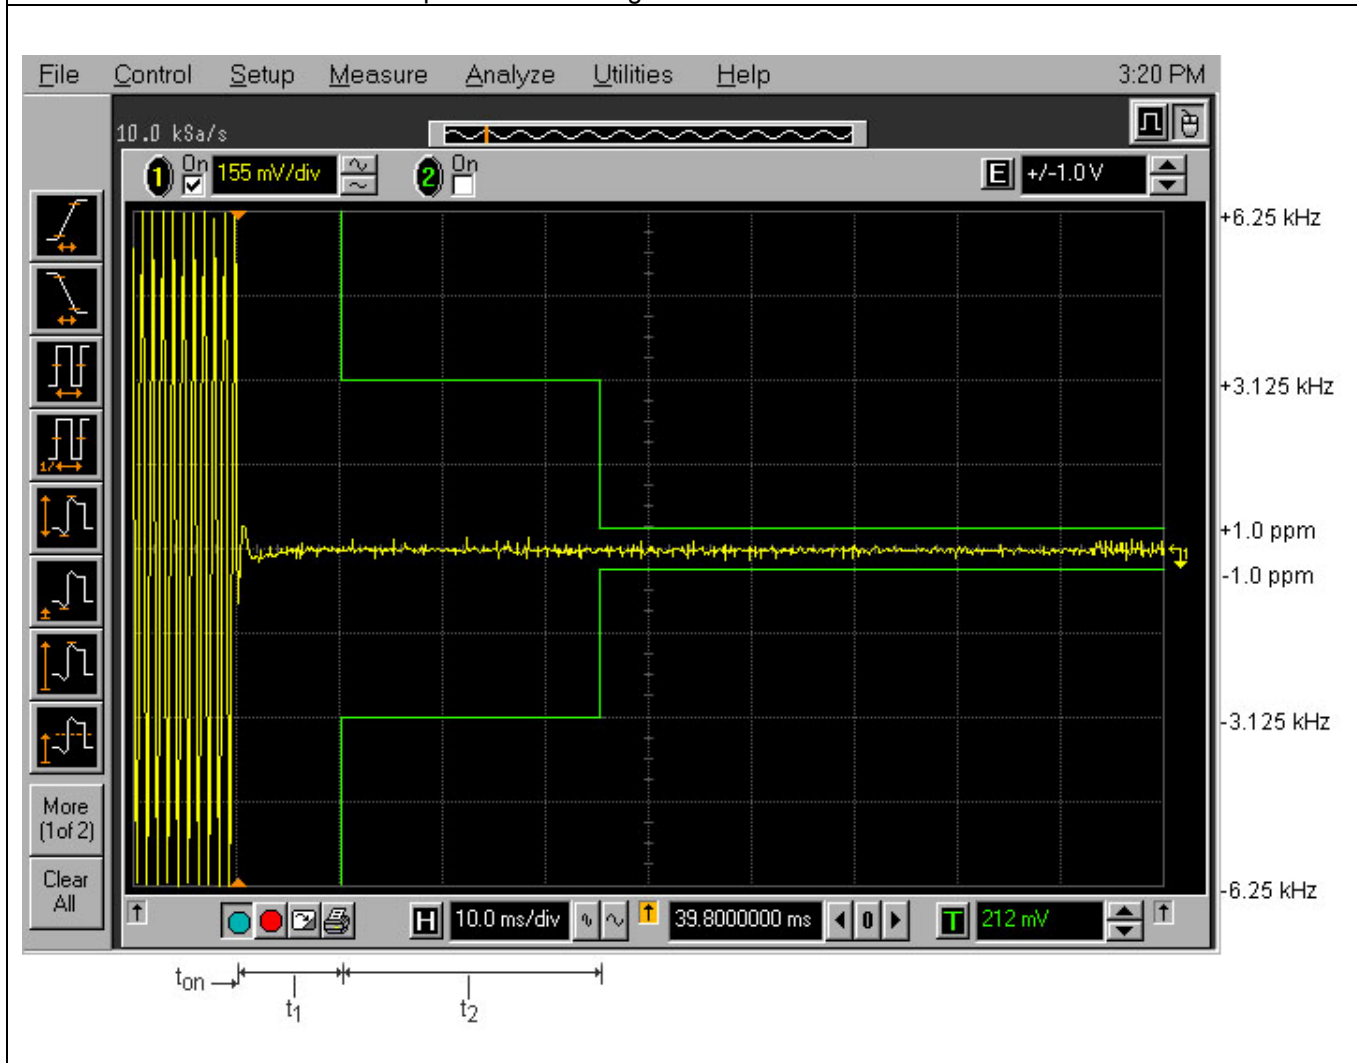 File Control Setup Measure Analyze Utilities Help 3:20 PM
10.0 kSa/s
1 On 155 mV/div 2 On E +/-1.0 V
+6.25 kHz
+3.125 kHz
+1.0 ppm
-1.0 ppm
-3.125 kHz
-6.25 kHz
1/
More
(1of 2)
Clear
All
H 10.0 ms/div 39.8000000 ms 0 T 212 mV
ton t1 t2